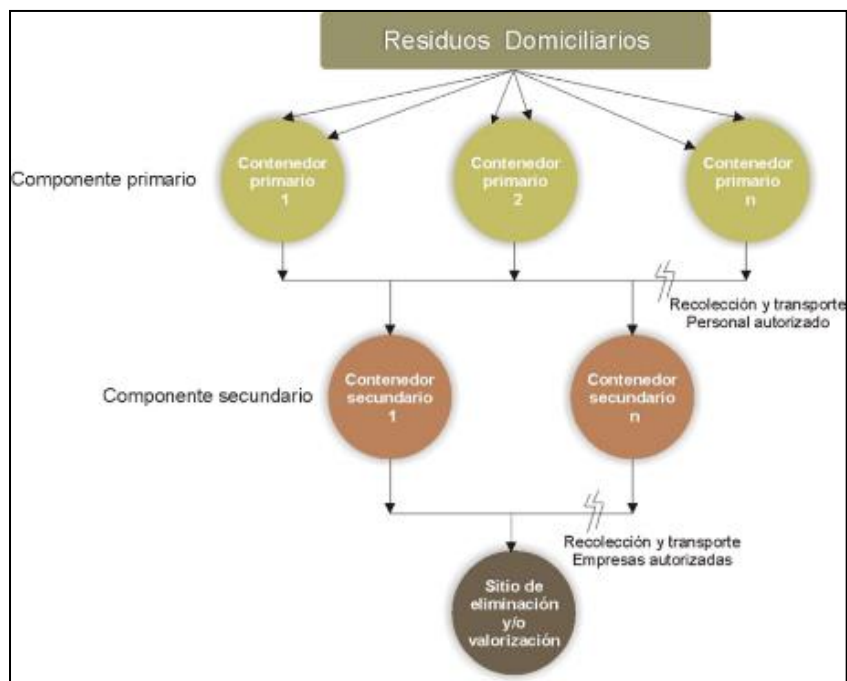 Residuos Domiciliarios
Componente primario
Contenedor
primario
1
Contenedor
primario
2
Contenedor
primario
n
Recolección y transporte
Personal autorizado
Componente secundario
Contenedor
secundario
1
Contenedor
secundario
n
Recolección y transporte
Empresas autorizadas
Sitio de
eliminación
y/o
valorización